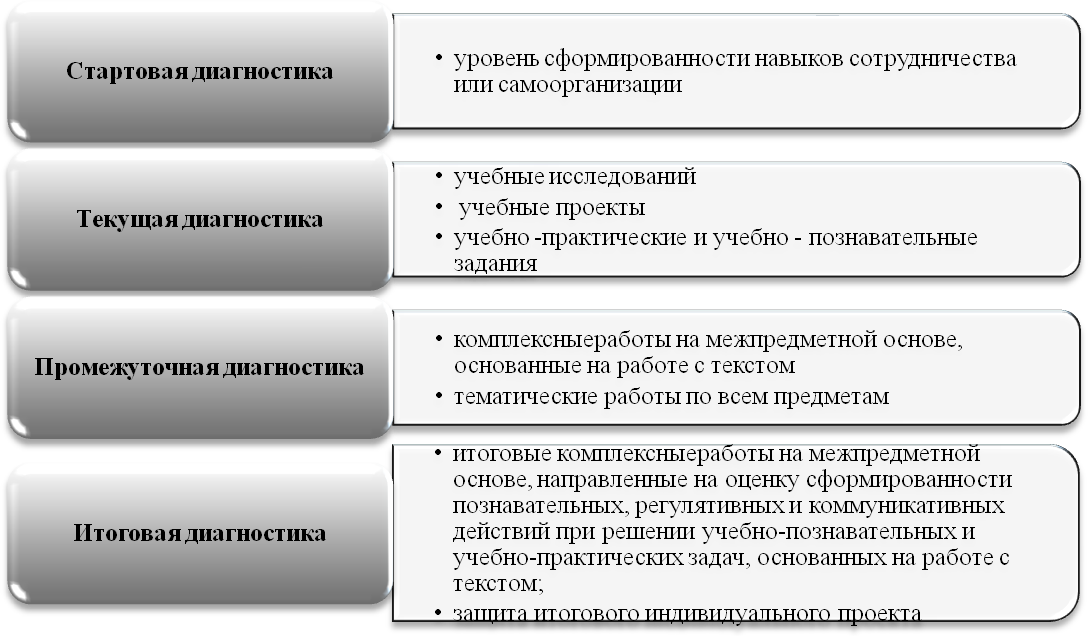 Стартовая диагностика
• уровень сформированности навыков сотрудничества
или самоорганизации
Текущая диагностика
• учебные исследований
• учебные проекты
• учебно -практические и учебно - познавательные
задания
Промежуточная диагностика
• комплексныеработы на межпредметной основе,
основанные на работе с текстом
• тематические работы по всем предметам
Итоговая диагностика
• итоговые комплексныеработы на межпредметной
основе, направленные на оценку сформированности
познавательных, регулятивных и коммуникативных
действий при решении учебно-познавательных и
учебно-практических задач, основанных на работе с
текстом;
• защита итогового индивидуального проекта